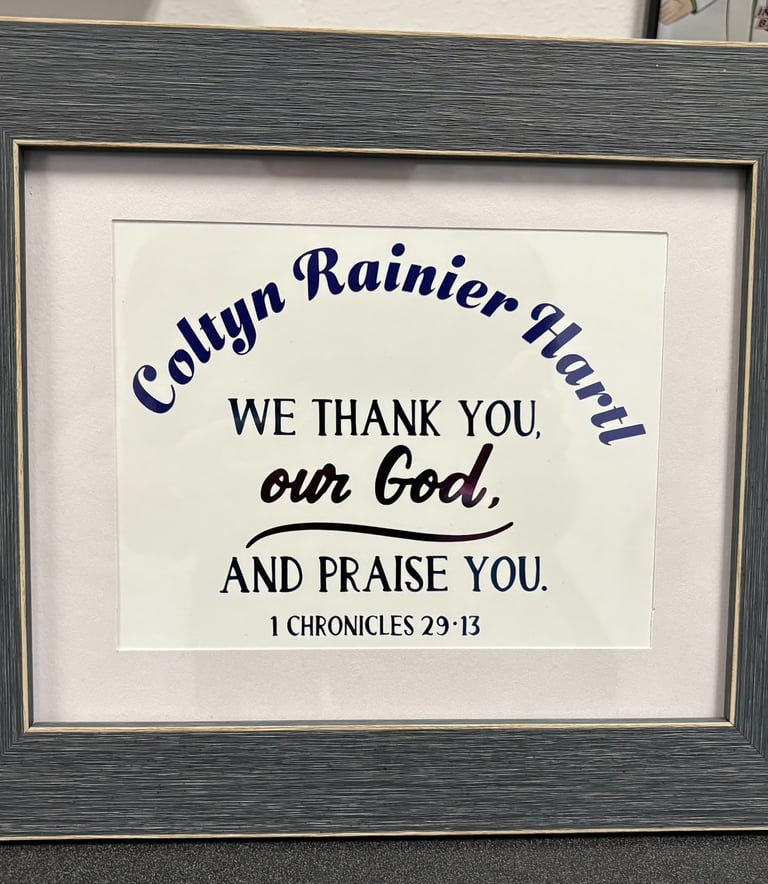 Coltyn Rainier Hartl
WE THANK YOU,
our God,
AND PRAISE YOU.
1 CHRONICLES 29·13